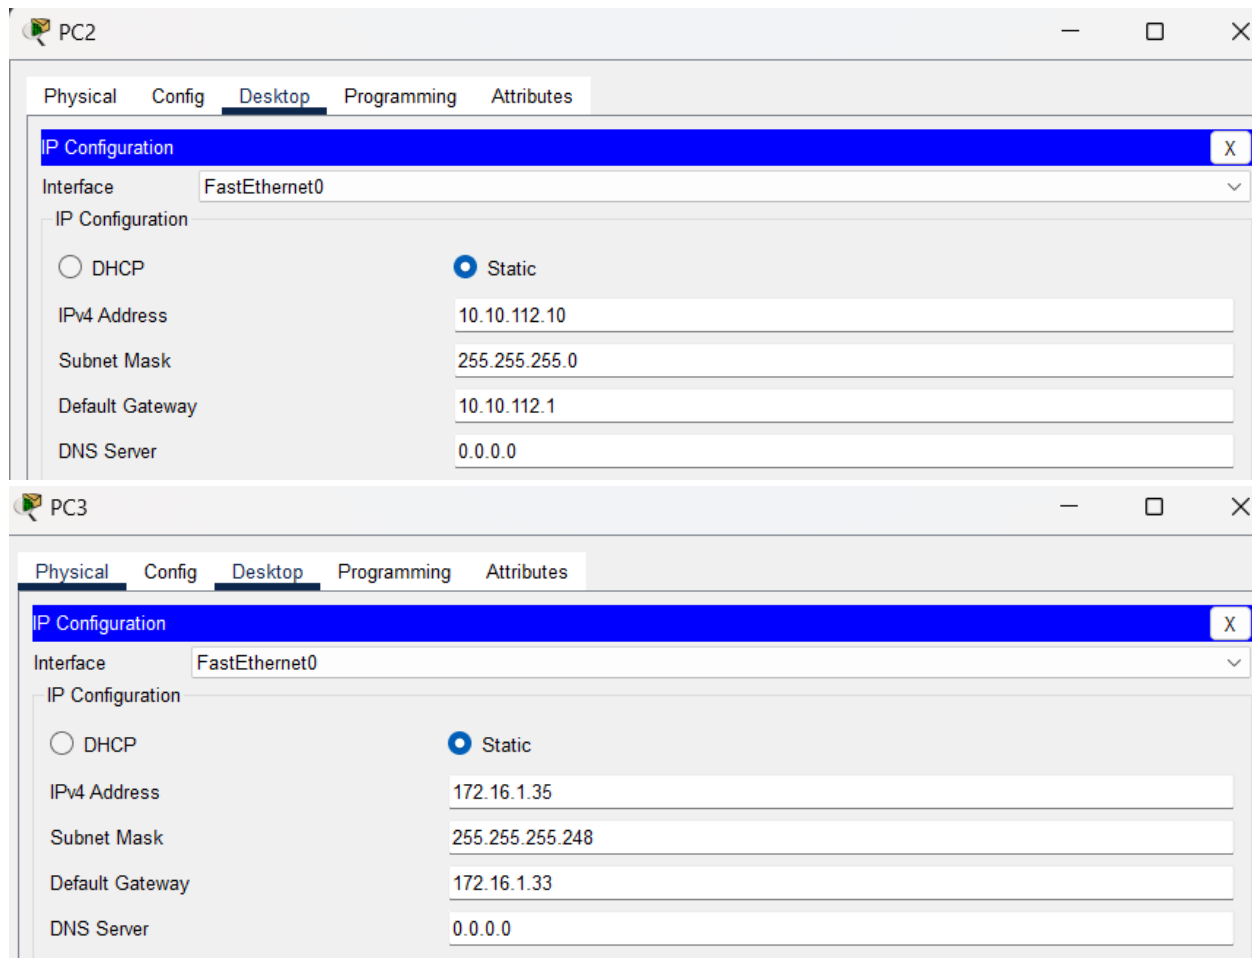 PC2
Physical Config Desktop Programming Attributes
IP Configuration X
Interface FastEthernet0
IP Configuration
DHCP Static
IPv4 Address 10.10.112.10
Subnet Mask 255.255.255.0
Default Gateway 10.10.112.1
DNS Server 0.0.0.0
PC3
Physical Config Desktop Programming Attributes
IP Configuration X
Interface FastEthernet0
IP Configuration
DHCP Static
IPv4 Address 172.16.1.35
Subnet Mask 255.255.255.248
Default Gateway 172.16.1.33
DNS Server 0.0.0.0